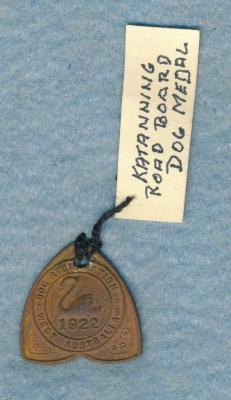 KATANNING
ROAD BOARD
DOG MEDAL
DOG REGISTRATION
1922
WEST AUSTRALIA